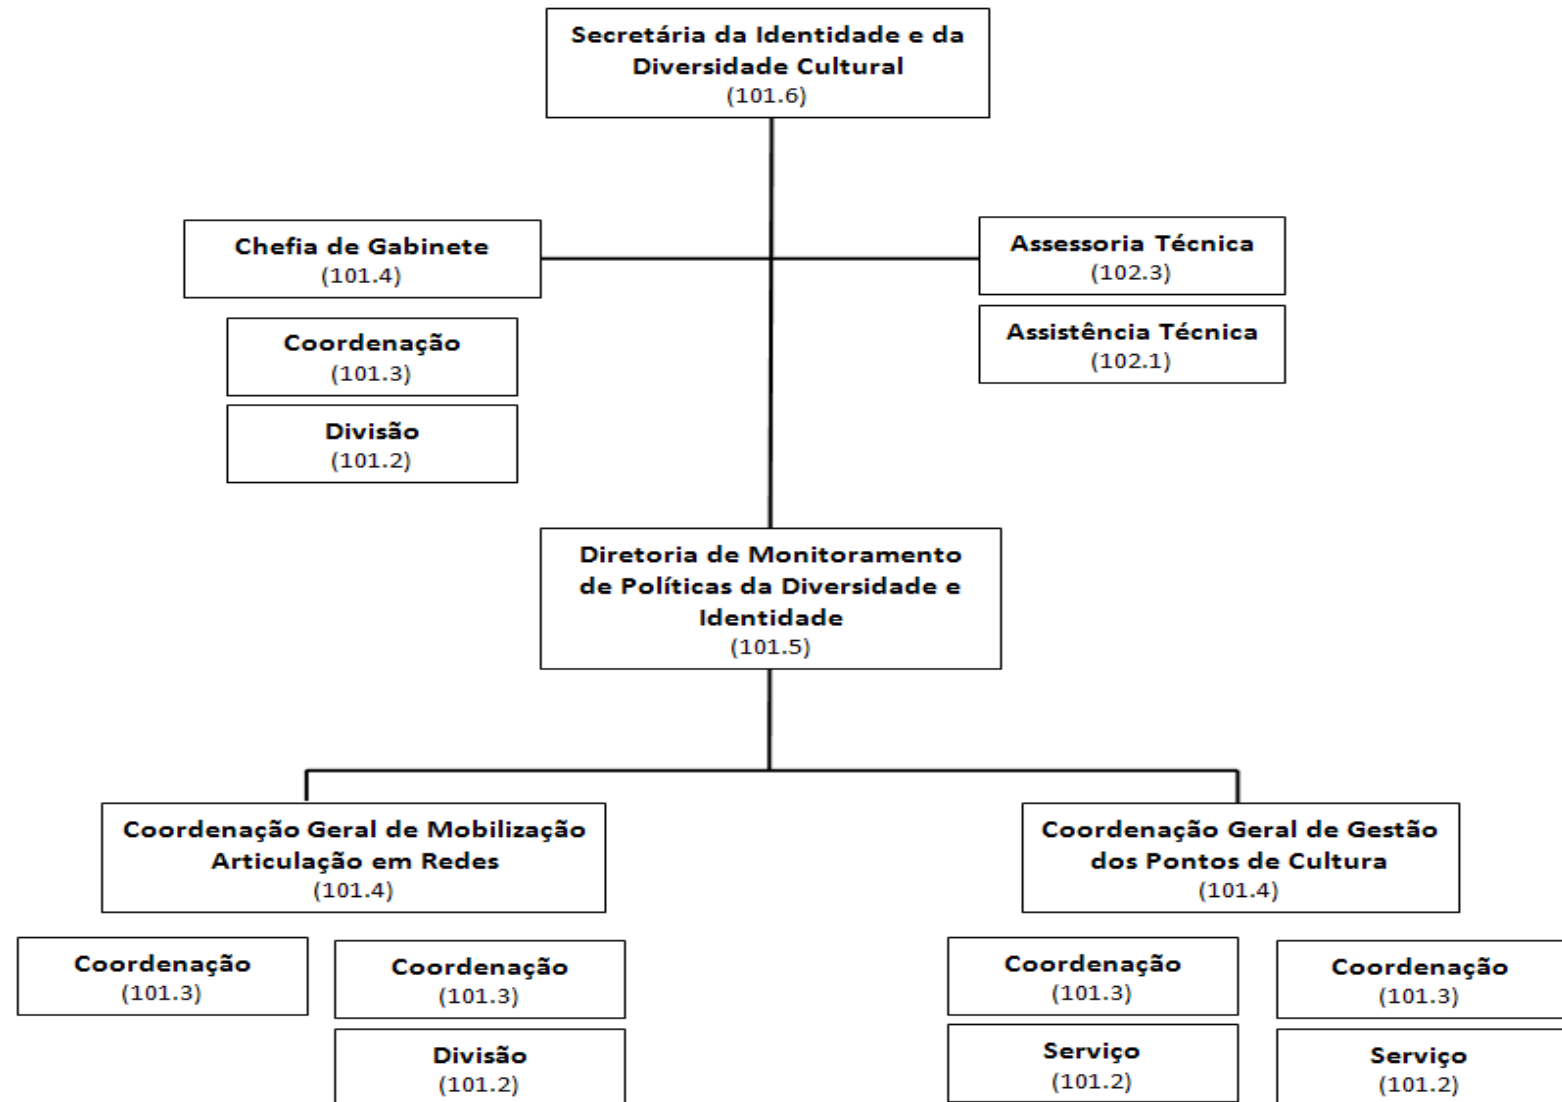 Secretária da Identidade e da
Diversidade Cultural
(101.6)
Chefia de Gabinete
(101.4)
Assessoria Técnica
(102.3)
Coordenação
(101.3)
Assistência Técnica
(102.1)
Divisão
(101.2)
Diretoria de Monitoramento
de Políticas da Diversidade e
Identidade
(101.5)
Coordenação Geral de Mobilização
Articulação em Redes
(101.4)
Coordenação Geral de Gestão
dos Pontos de Cultura
(101.4)
Coordenação
(101.3)
Coordenação
(101.3)
Divisão
(101.2)
Coordenação
(101.3)
Serviço
(101.2)
Coordenação
(101.3)
Serviço
(101.2)